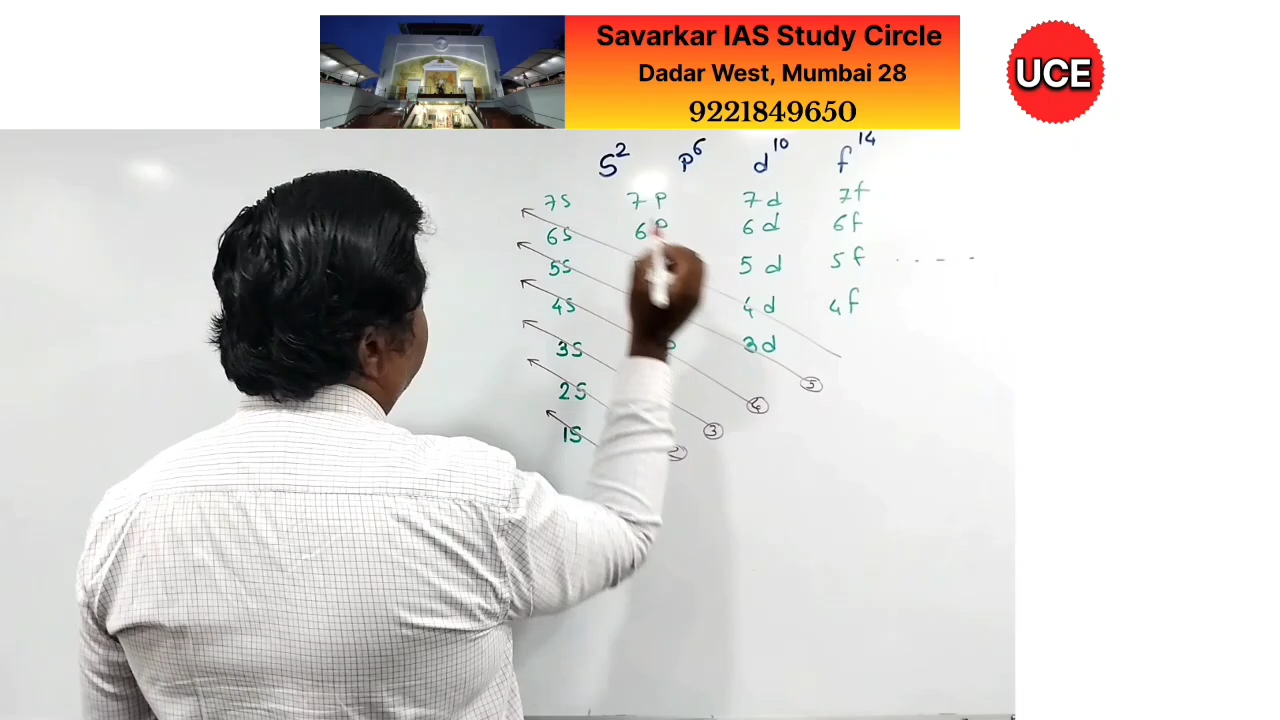 Savarkar IAS Study Circle
Dadar West, Mumbai 28
9221849650
UCE
S² P⁶ d¹⁰ f¹⁴
7S 7P 7d 7f
6S 6P 6d 6f
5S 5d 5f . . - - -
4S 4d 4f
3S P 3d
2S
1S
5
4
3
2